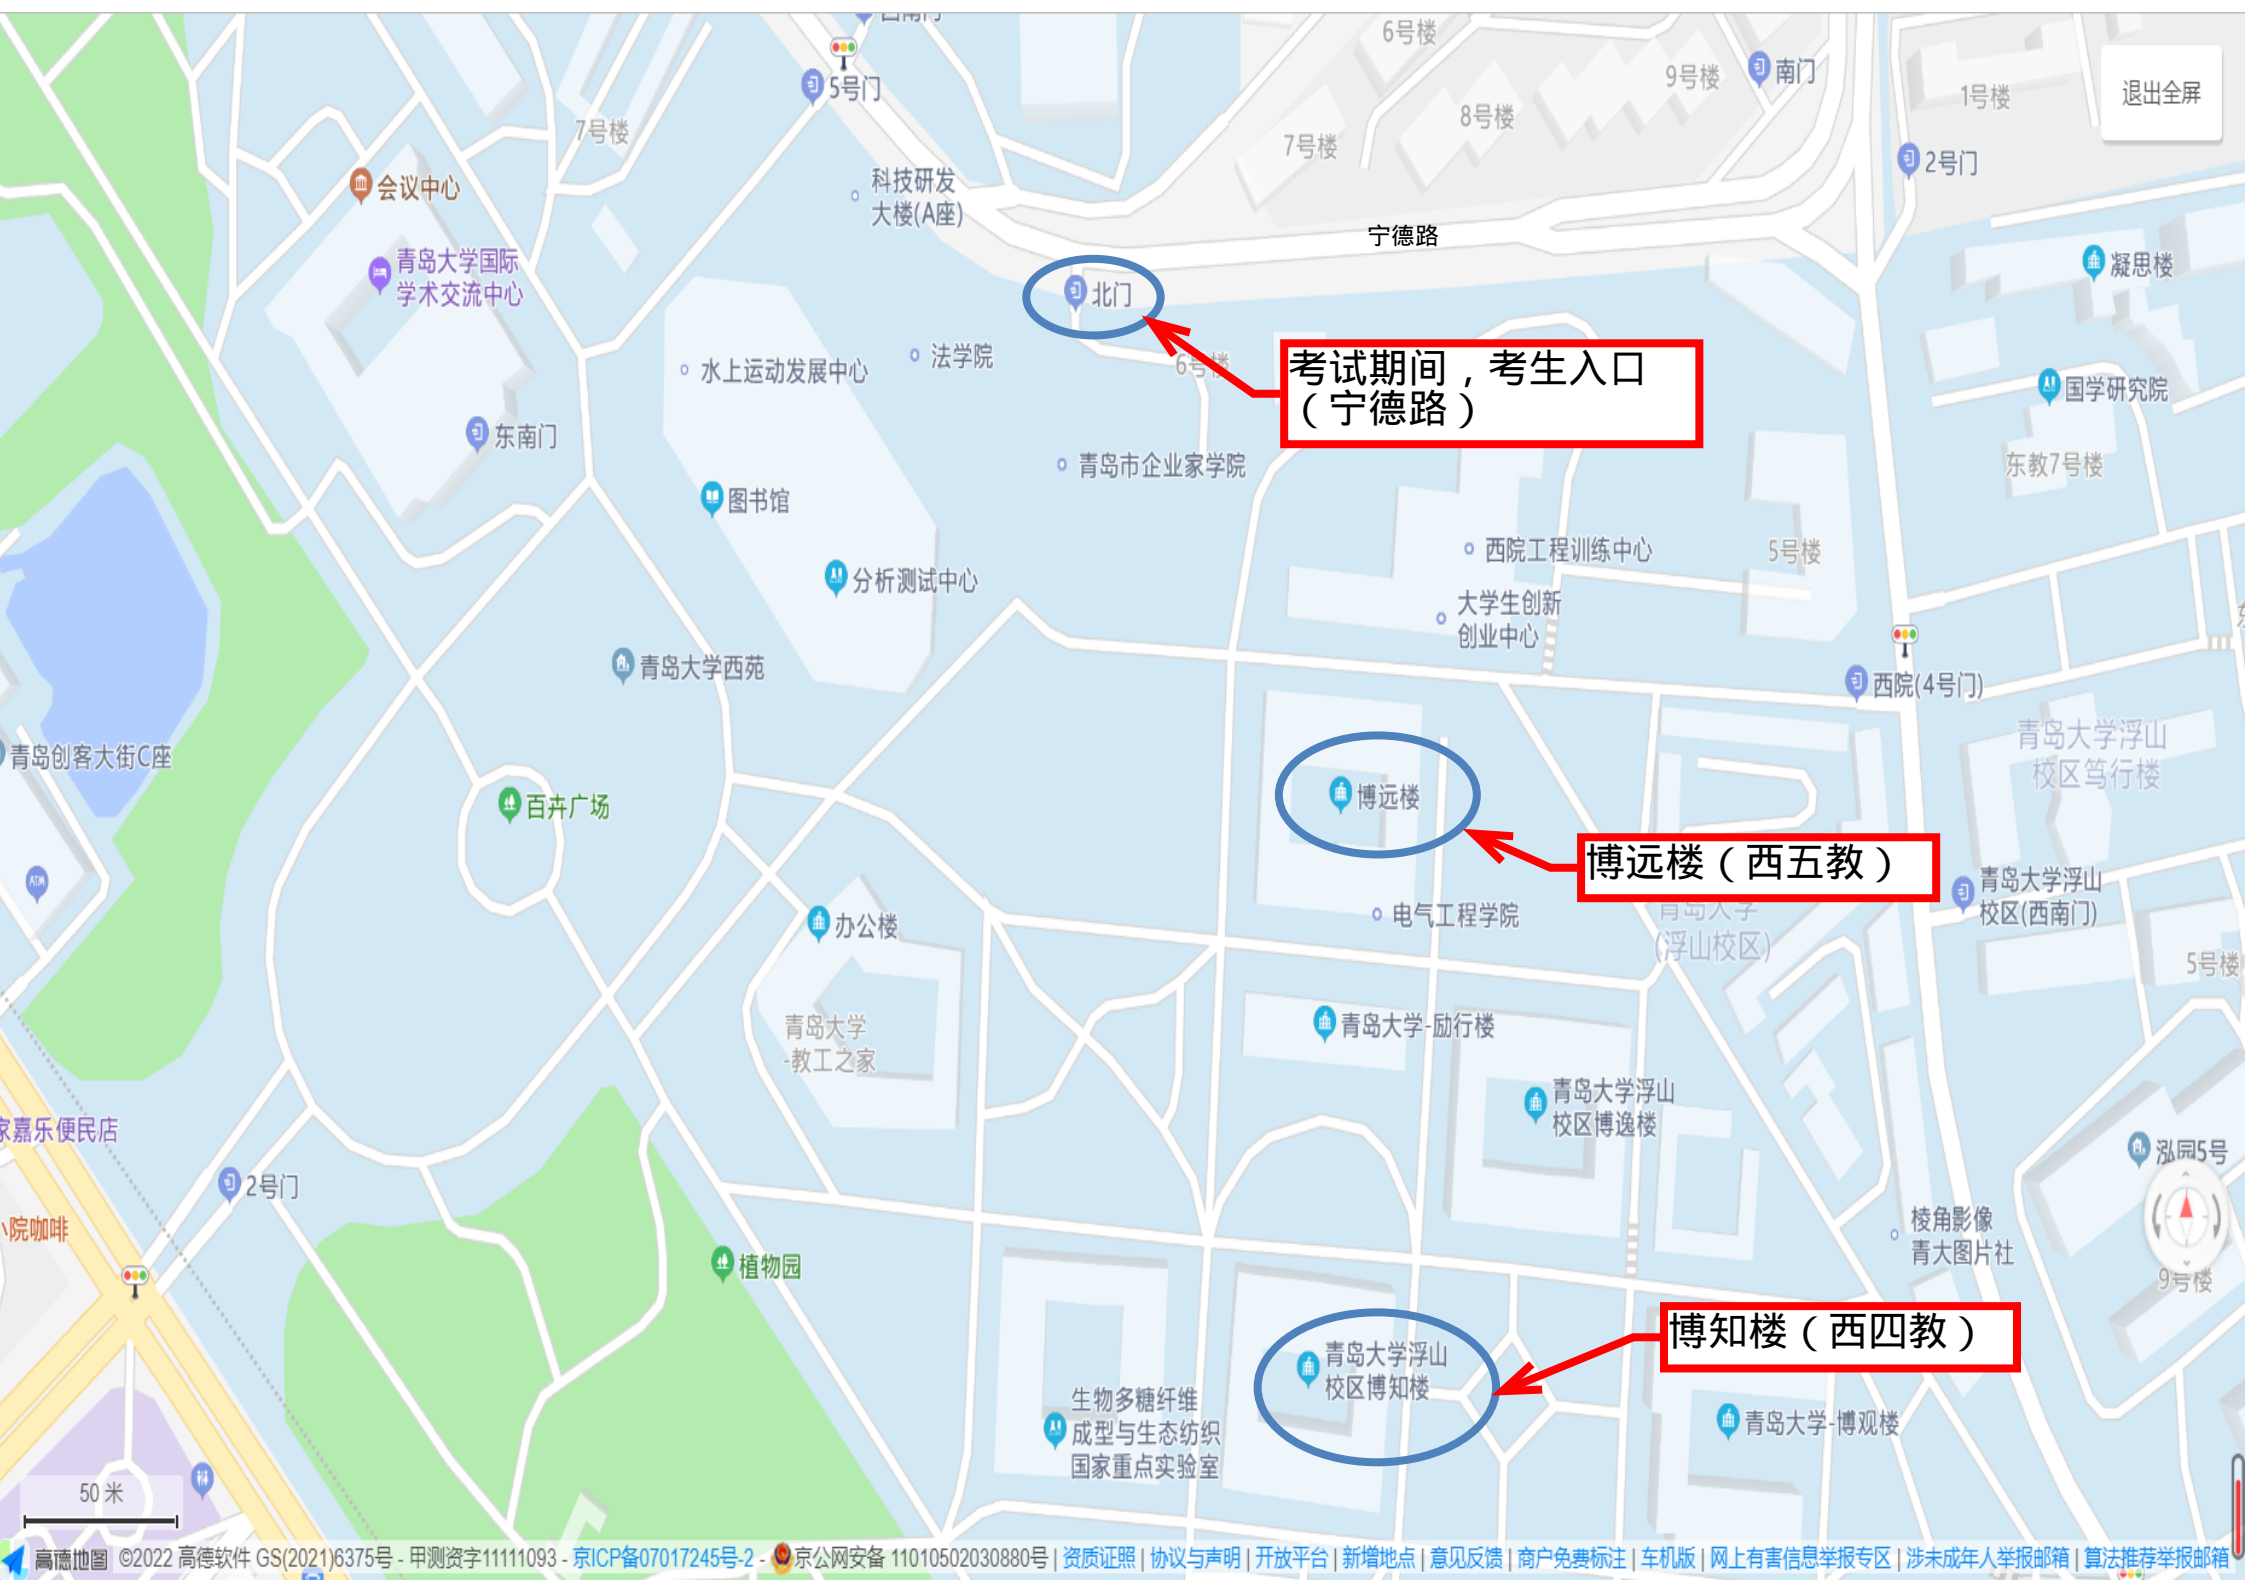 6号楼
5号门
7号楼
9号楼
南门
8号楼
7号楼
1号楼
退出全屏
2号门
会议中心
科技研发
大楼(A座)
宁德路
青岛大学国际
学术交流中心
北门
凝思楼
水上运动发展中心
法学院
6号楼
考试期间，考生入口
（宁德路）
国学研究院
东南门
青岛市企业家学院
东教7号楼
图书馆
西院工程训练中心
5号楼
分析测试中心
大学生创新
创业中心
青岛大学西苑
西院(4号门)
青岛创客大街C座
青岛大学浮山
校区笃行楼
百卉广场
博远楼
博远楼（西五教）
青岛大学浮山
校区(西南门)
办公楼
电气工程学院
青岛大学
(浮山校区)
5号楼
青岛大学
-教工之家
青岛大学-励行楼
青岛大学浮山
校区博逸楼
家嘉乐便民店
泓园5号
2号门
小院咖啡
棱角影像
青大图片社
植物园
9号楼
博知楼（西四教）
青岛大学浮山
校区博知楼
生物多糖纤维
成型与生态纺织
国家重点实验室
青岛大学-博观楼
ATM
50 米
高德地图 ©2022 高德软件 GS(2021)6375号 - 甲测资字11111093 - 京ICP备07017245号-2 - 京公网安备 11010502030880号 | 资质证照 | 协议与声明 | 开放平台 | 新增地点 | 意见反馈 | 商户免费标注 | 车机版 | 网上有害信息举报专区 | 涉未成年人举报邮箱 | 算法推荐举报邮箱